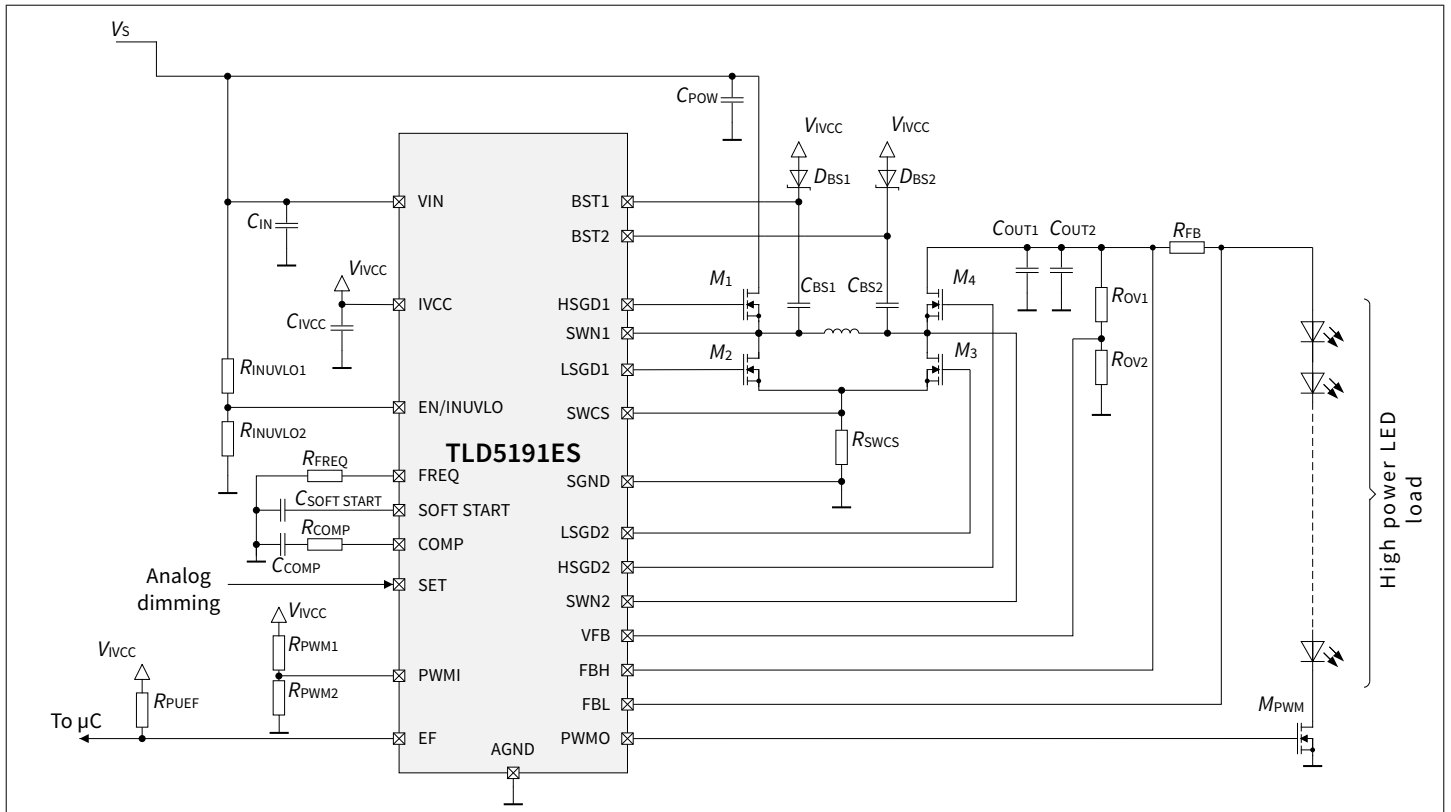 VS
CPOW
VIVCC
VIVCC
DBS1
DBS2
VIN
BST1
CIN
BST2
COUT1
COUT2
RFB
VIVCC
M1
CBS1
CBS2
M4
IVCC
HSGD1
CIVCC
SWN1
ROV1
M2
M3
RINUVLO1
LSGD1
ROV2
EN/INUVLO
SWCS
RINUVLO2
TLD5191ES
RSWCS
RFREQ
FREQ
SGND
CSOFT START
SOFT START
RCOMP
LSGD2
COMP
CCOMP
HSGD2
Analog
dimming
SET
SWN2
VIVCC
RPWM1
VFB
VIVCC
PWMI
FBH
RPWM2
RPUEF
FBL
MPWM
To µC
EF
PWMO
AGND
High power LED
load